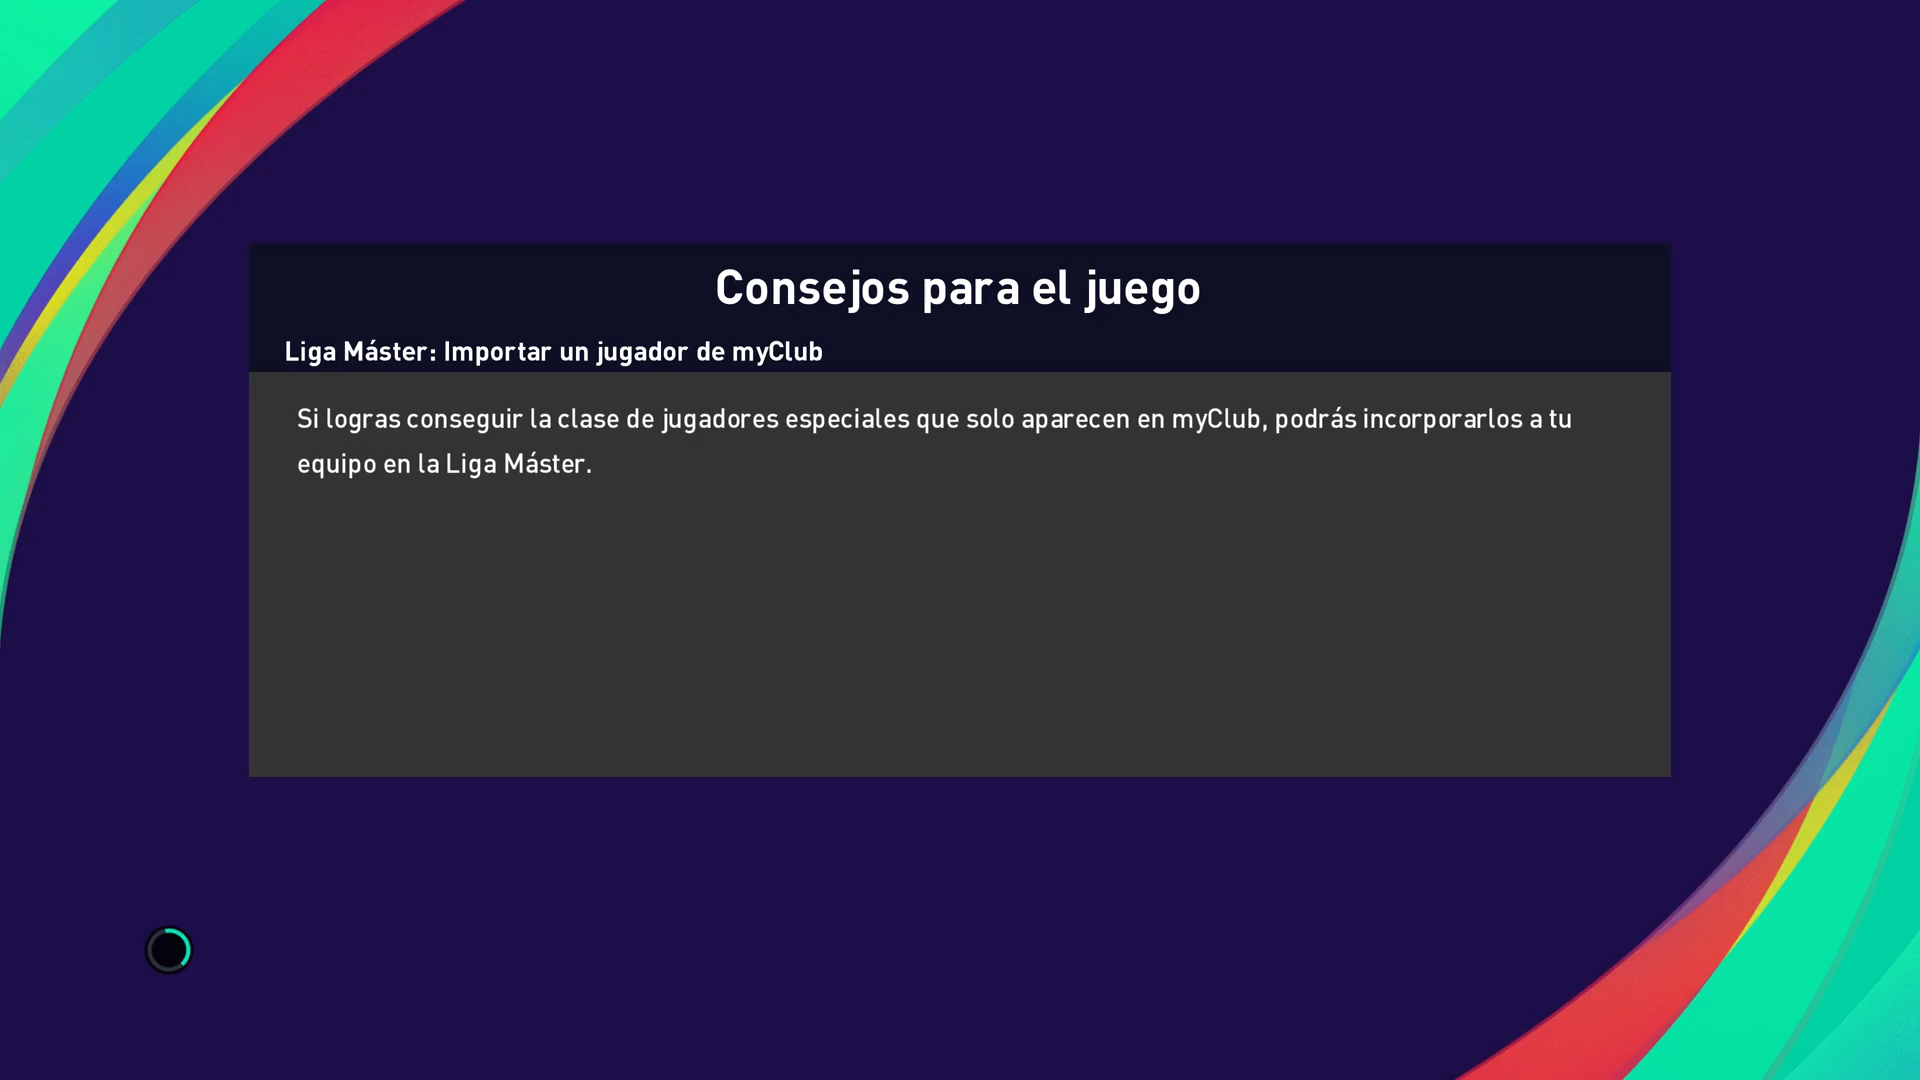 Consejos para el juego
Liga Máster: Importar un jugador de myClub
Si logras conseguir la clase de jugadores especiales que solo aparecen en myClub, podrás incorporarlos a tu
equipo en la Liga Máster.